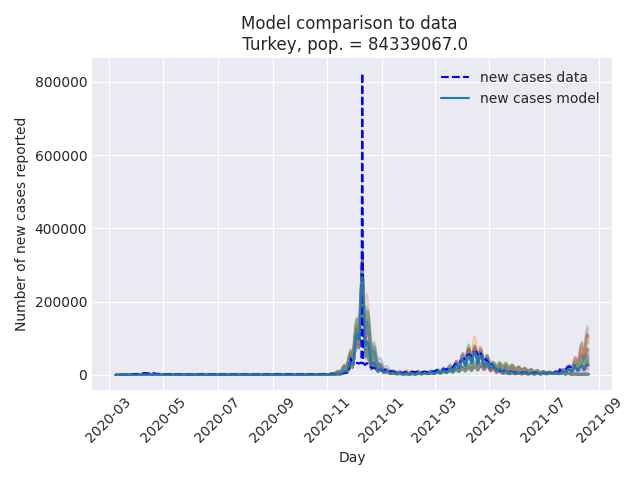 Model comparison to data
Turkey, pop. = 84339067.0
new cases data
new cases model
Number of new cases reported
800000
600000
400000
200000
0
2020-03
2020-05
2020-07
2020-09
2020-11
2021-01
2021-03
2021-05
2021-07
2021-09
Day